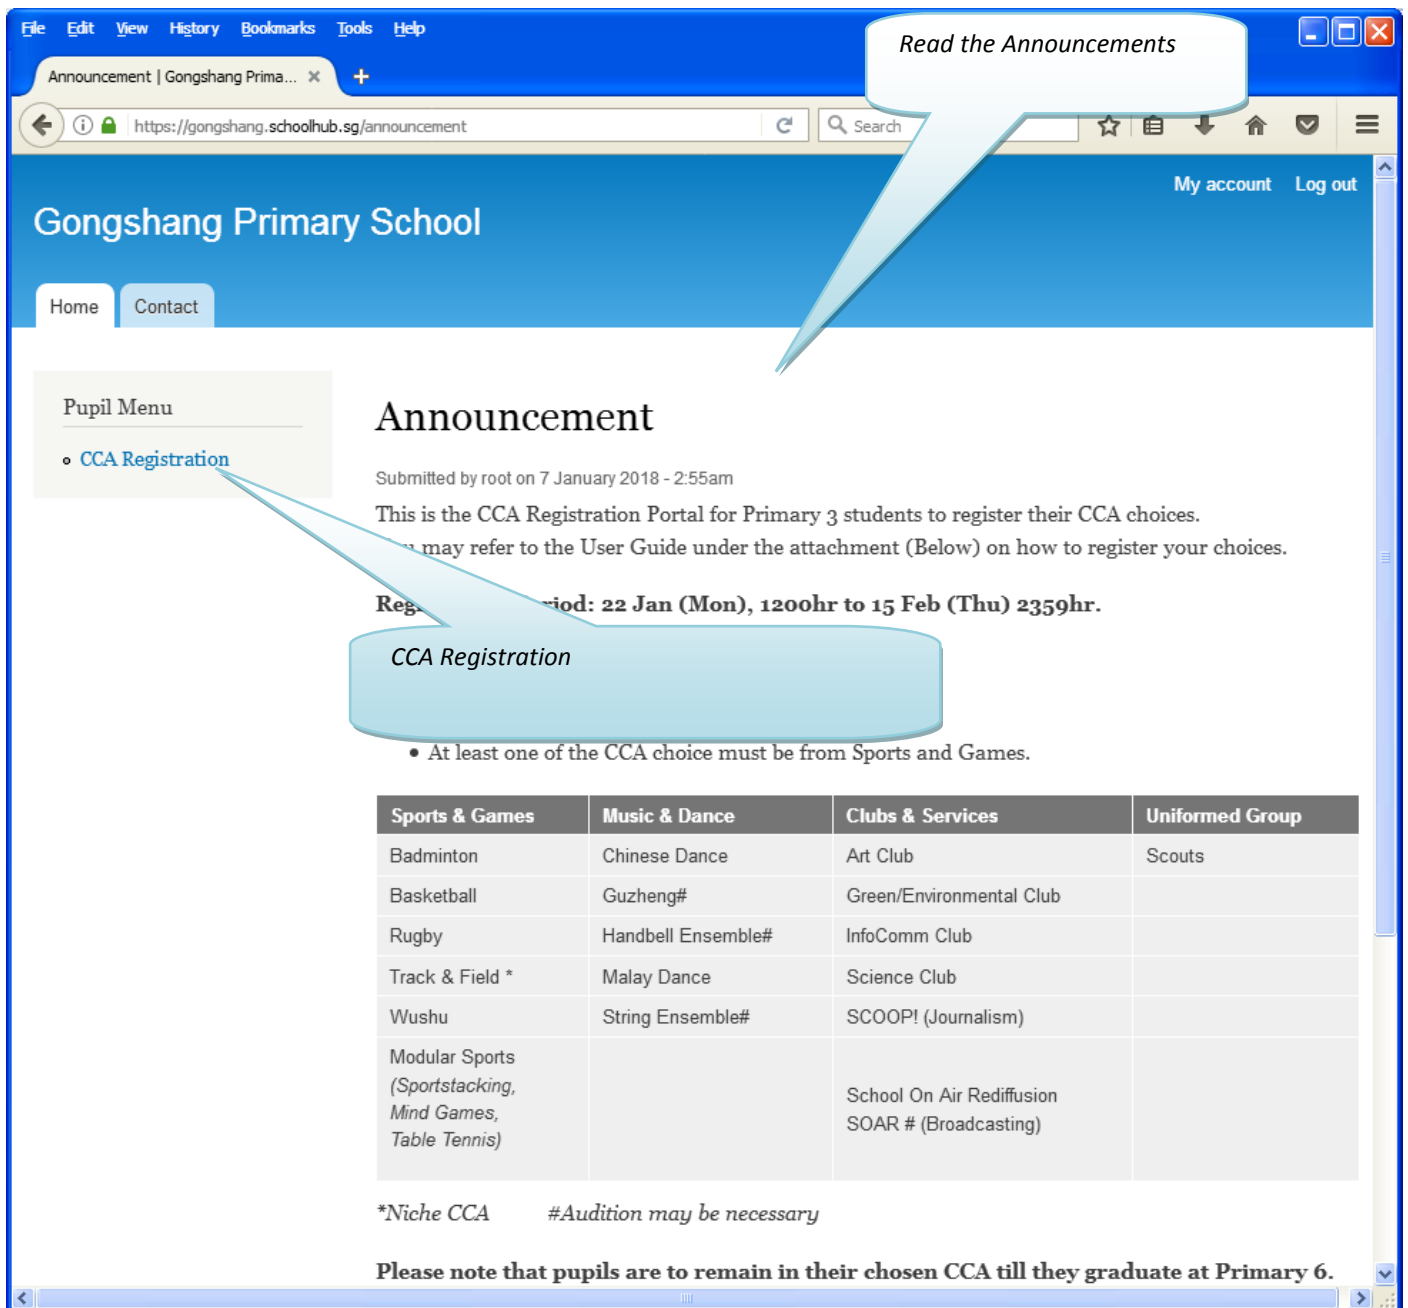 File Edit View History Bookmarks Tools Help
Read the Announcements
Announcement | Gongshang Prima...
https://gongshang.schoolhub.sg/announcement
Search
My account Log out
Gongshang Primary School
Home Contact
Pupil Menu
CCA Registration
Announcement
Submitted by root on 7 January 2018 - 2:55am
This is the CCA Registration Portal for Primary 3 students to register their CCA choices.
may refer to the User Guide under the attachment (Below) on how to register your choices.
: 22 Jan (Mon), 1200hr to 15 Feb (Thu) 2359hr.
CCA Registration
• At least one of the CCA choice must be from Sports and Games.
Sports & Games Music & Dance Clubs & Services Uniformed Group
Badminton Chinese Dance Art Club Scouts
Basketball Guzheng# Green/Environmental Club
Rugby Handbell Ensemble# InfoComm Club
Track & Field * Malay Dance Science Club
Wushu String Ensemble# SCOOP! (Journalism)
Modular Sports
(Sportstacking,
Mind Games,
Table Tennis)
School On Air Rediffusion
SOAR # (Broadcasting)
*Niche CCA #Audition may be necessary
Please note that pupils are to remain in their chosen CCA till they graduate at Primary 6.